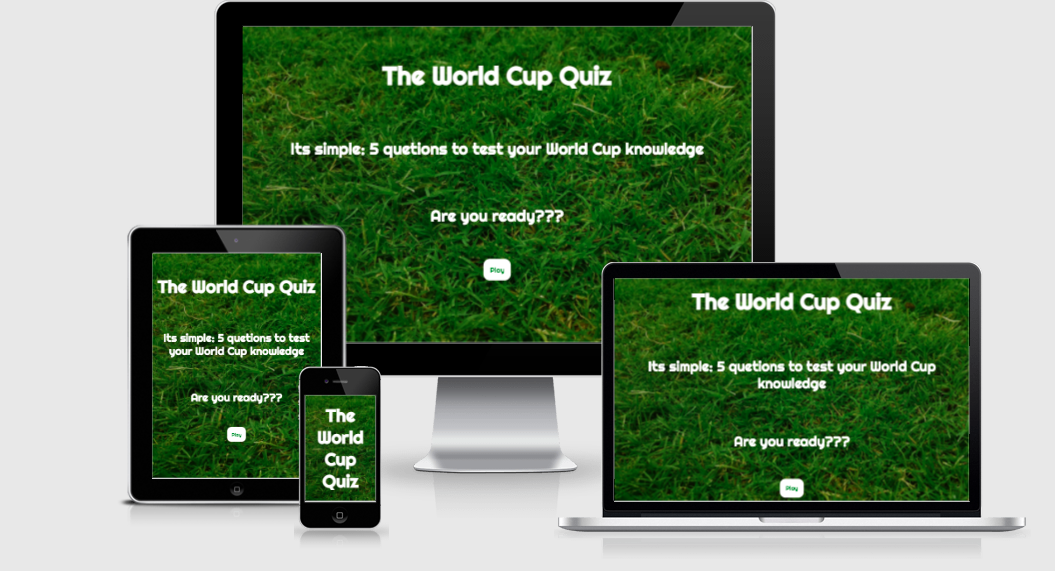 The World Cup Quiz
Its simple: 5 quetions to test your World Cup knowledge
Are you ready???
Play
The World Cup Quiz
Its simple: 5 quetions to test
your World Cup knowledge
Are you ready???
Play
The
World
Cup
Quiz
The World Cup Quiz
Its simple: 5 quetions to test your World Cup
knowledge
Are you ready???
Play